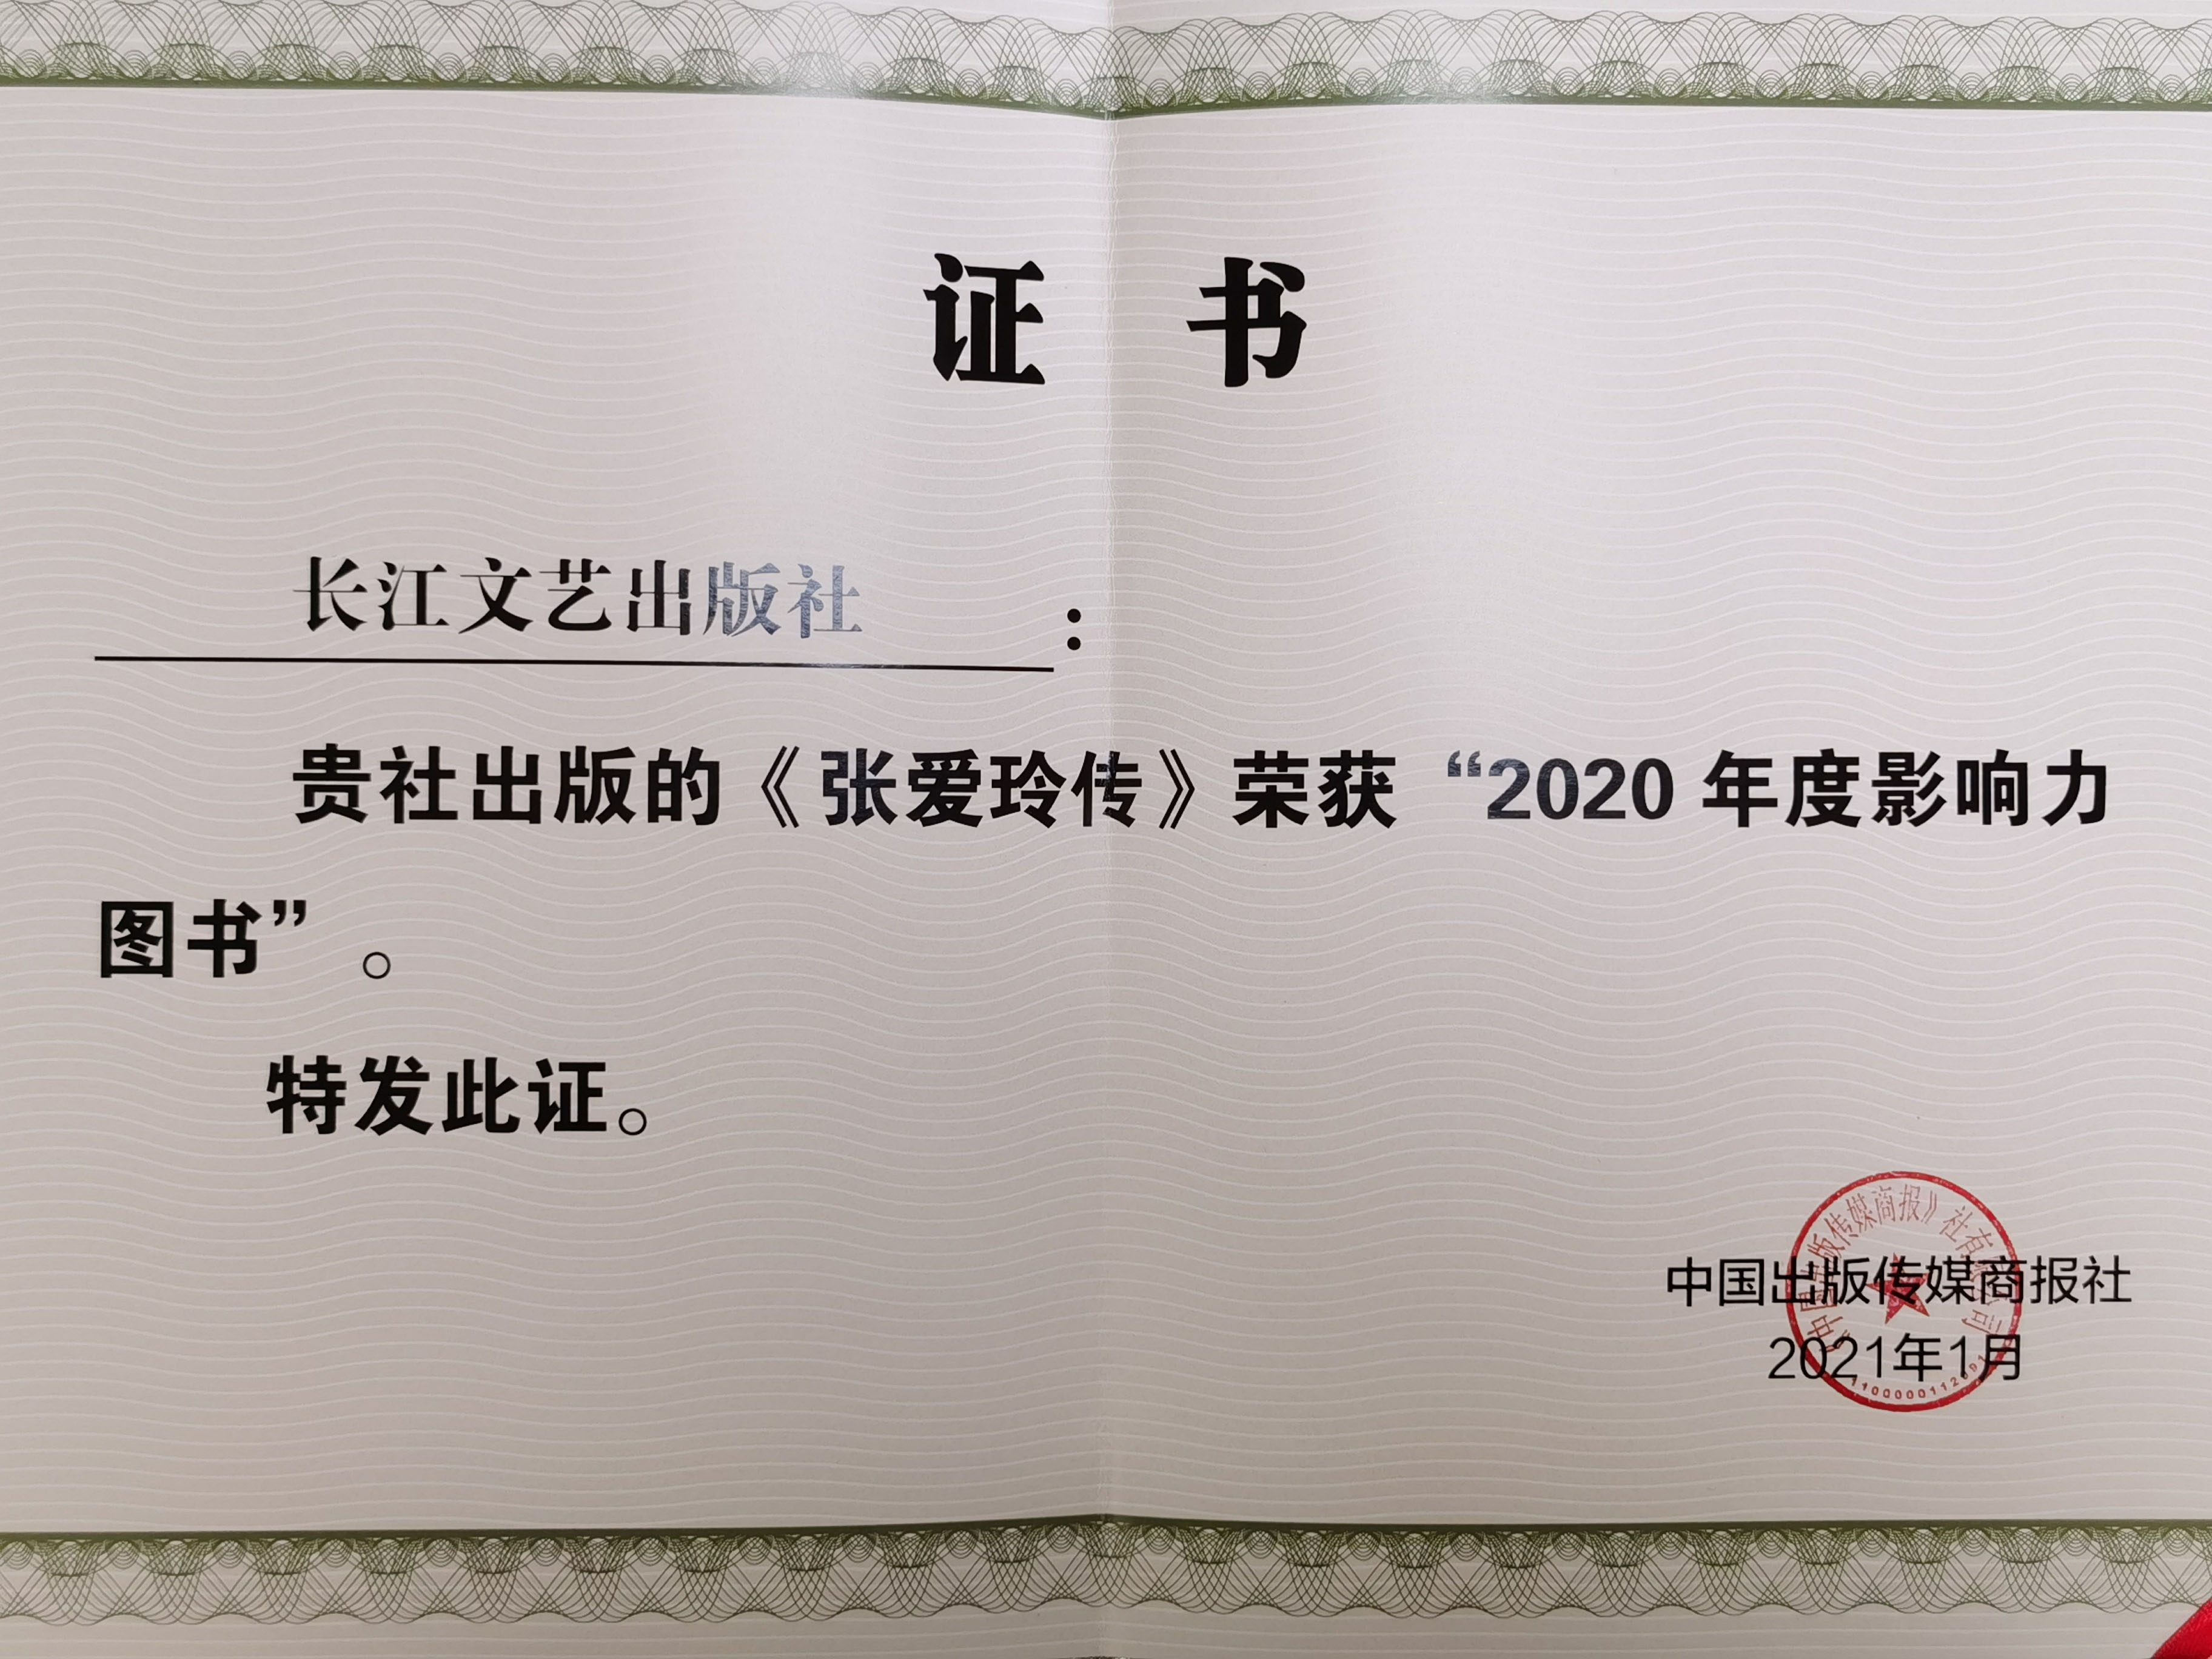 证 书
长江文艺出版社：
贵社出版的《张爱玲传》荣获“2020 年度影响力
图书”。
特发此证。
中国出版传媒商报社
2021年1月